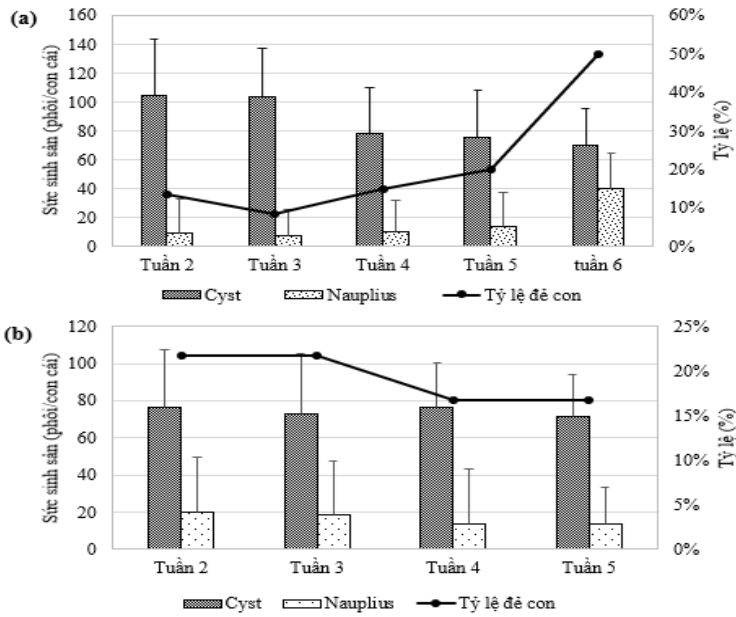 (a)
Sức sinh sản (phôi/con cái)
160
140
120
100
80
60
40
20
0
60%
50%
40%
30%
20%
10%
0%
Tỷ lệ (%)
Tuần 2 Tuần 3 Tuần 4 Tuần 5 tuần 6
Cyst Nauplius Tỷ lệ đẻ con
(b)
Sức sinh sản (phôi/con cái)
120
100
80
60
40
20
0
25%
20%
15%
10%
5%
0%
Tỷ lệ (%)
Tuần 2 Tuần 3 Tuần 4 Tuần 5
Cyst Nauplius Tỷ lệ đẻ con